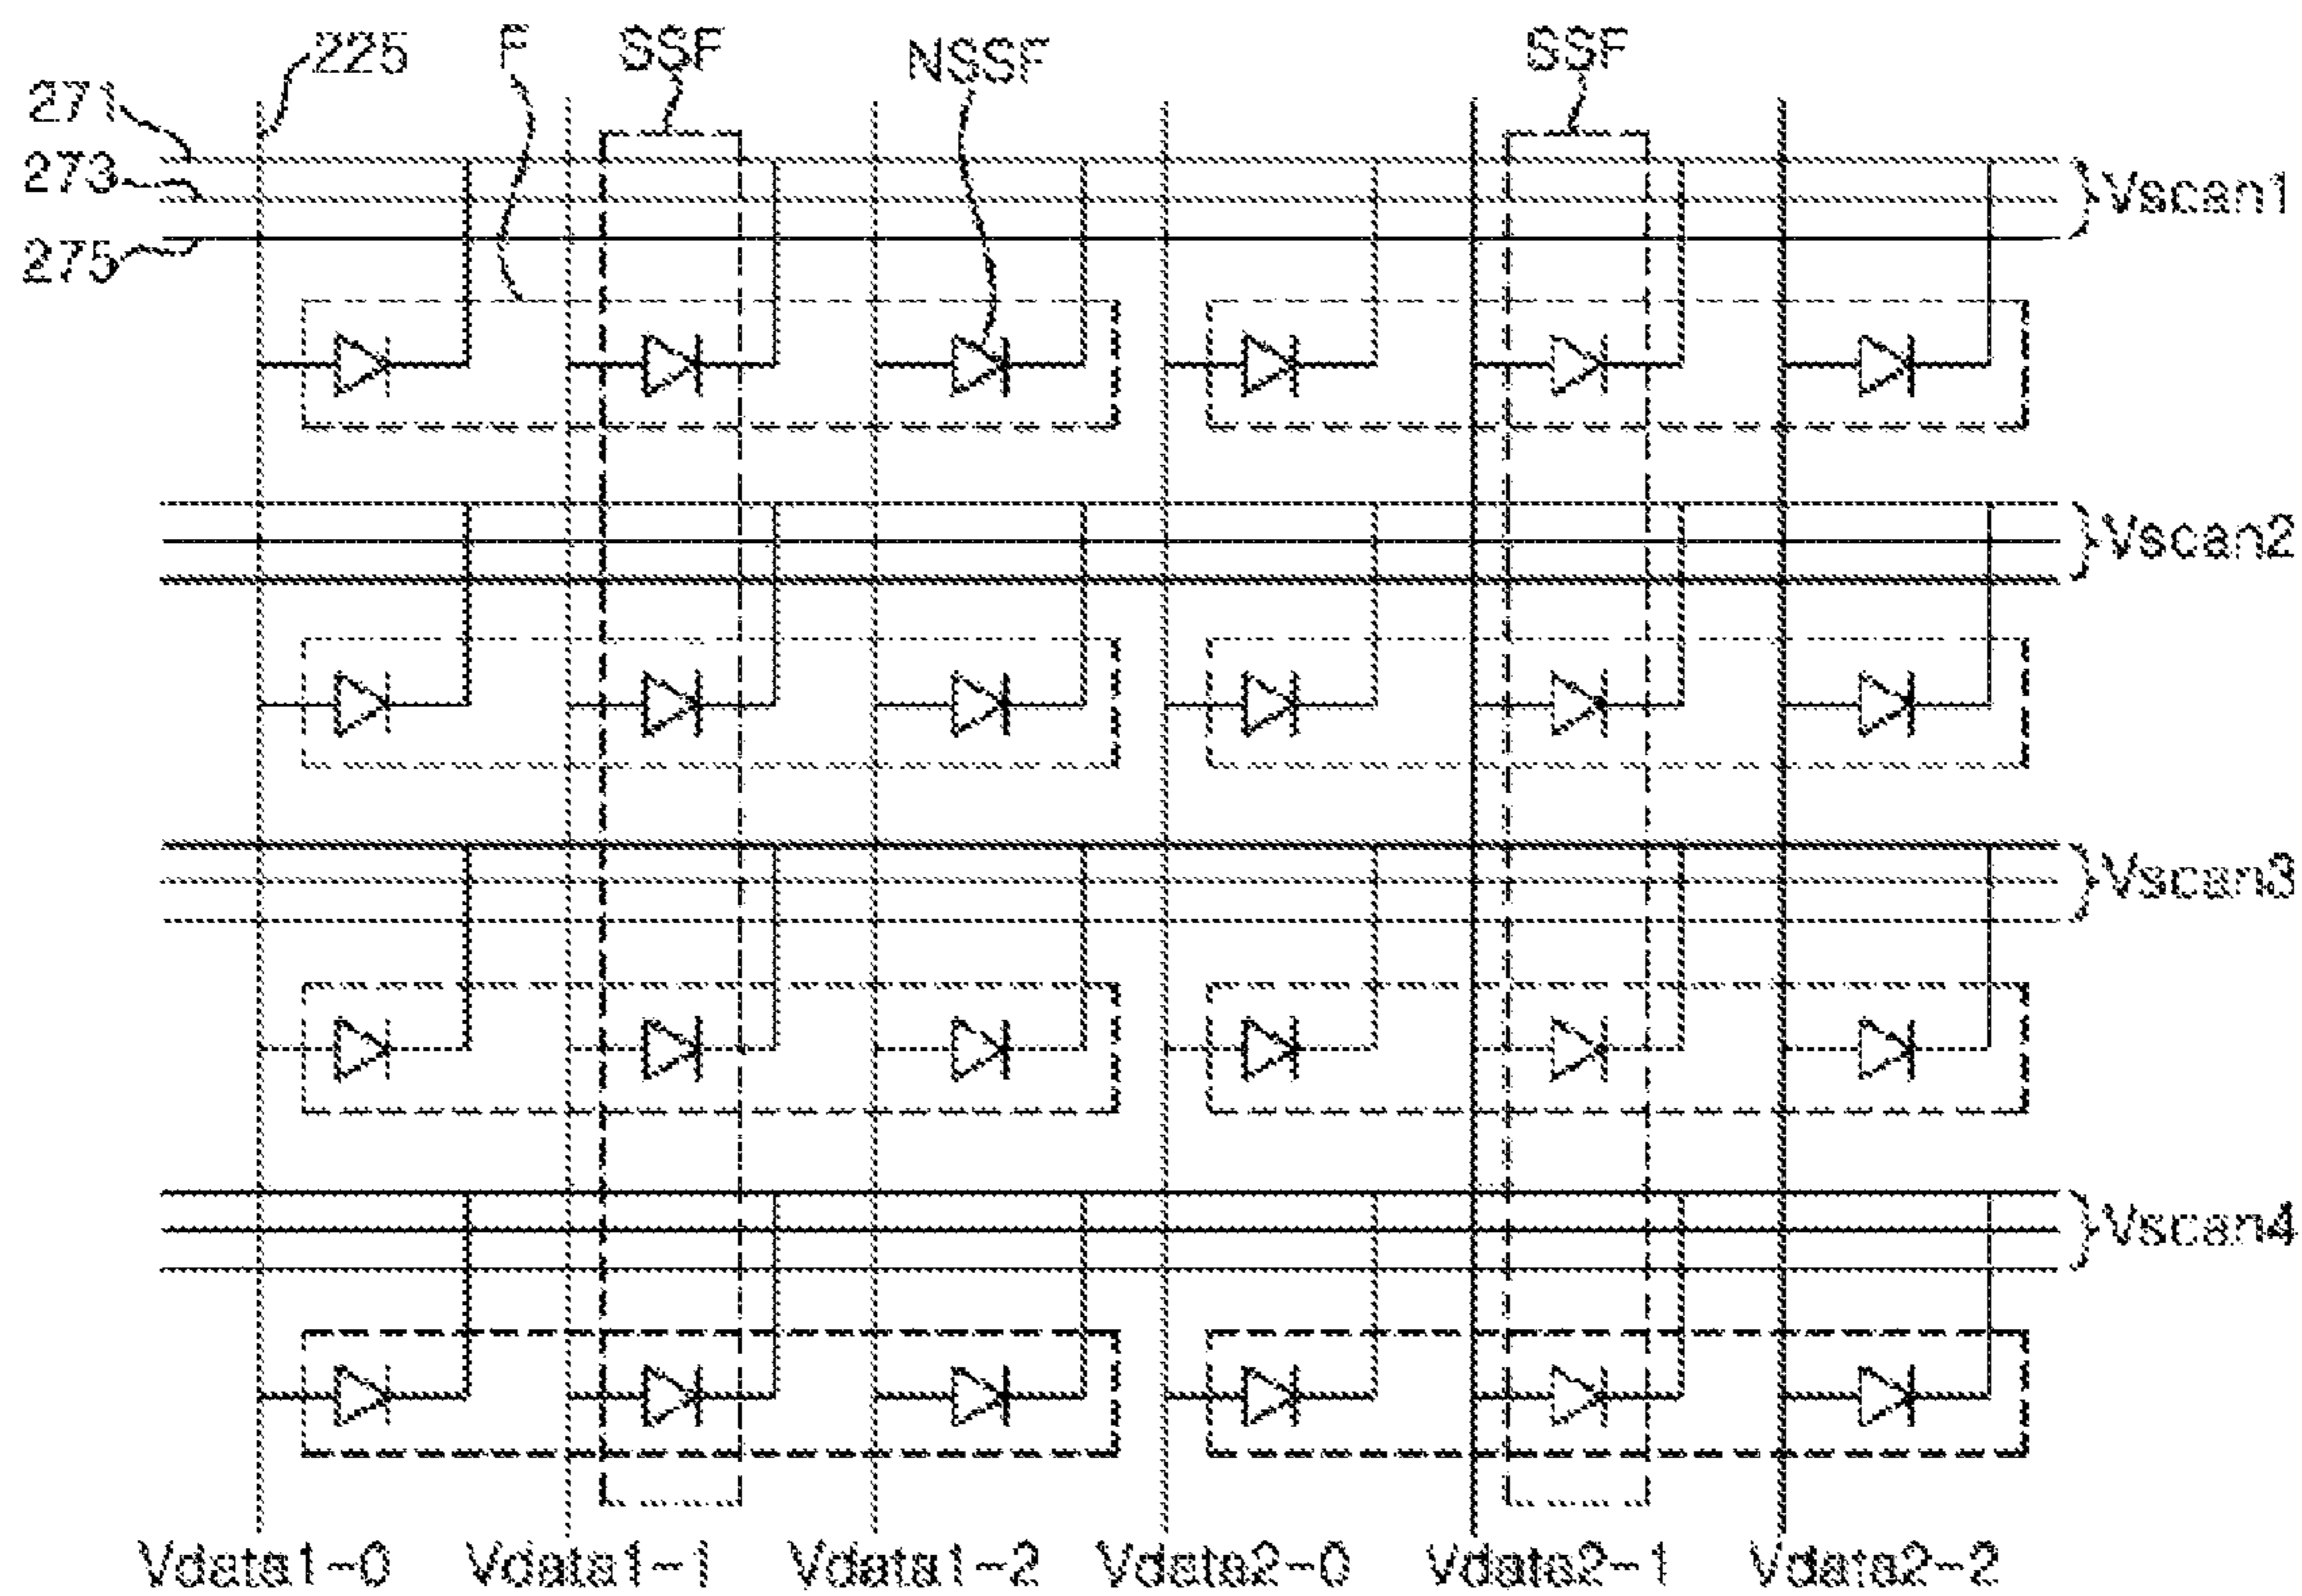 225 F SSF NSSF SSF
271
273
275
Vscan1
Vscan2
Vscan3
Vscan4
Vdata1-0 Vdata1-1 Vdata1-2 Vdata2-0 Vdata2-1 Vdata2-2